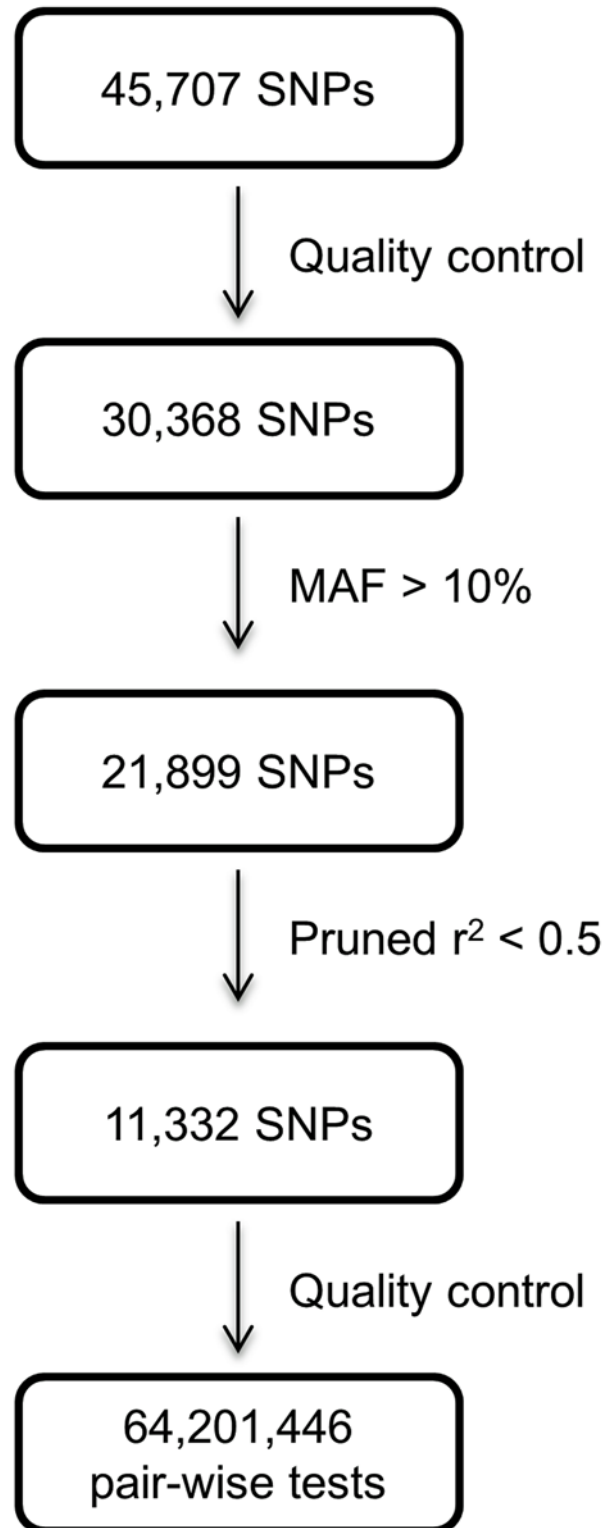 45,707 SNPs
Quality control
30,368 SNPs
MAF > 10%
21,899 SNPs
Pruned r² < 0.5
11,332 SNPs
Quality control
64,201,446
pair-wise tests